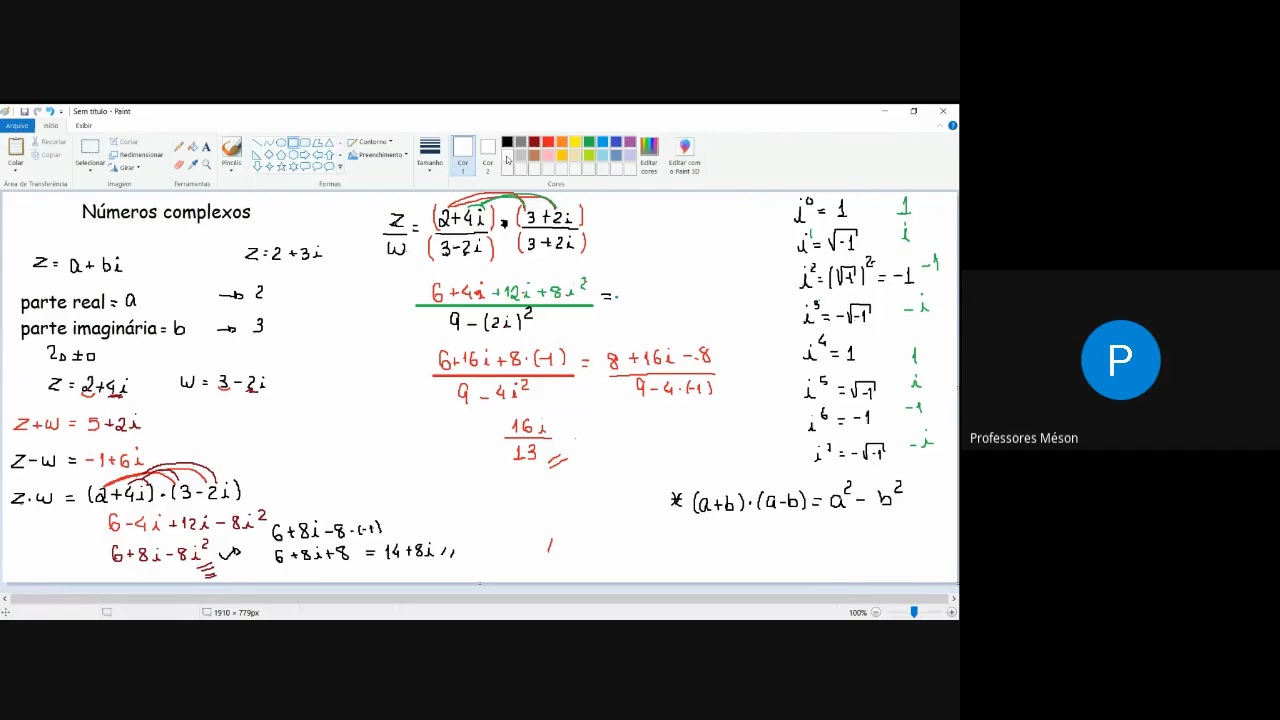 Sem título - Paint
Arquivo Início Exibir
Colar Recortar Copiar Área de Transferência
Selecionar Cortar Redimensionar Girar Imagem
Ferramentas
Pincéis
Contorno Preenchimento Formas
Tamanho
Cor 1 Cor 2 Editar cores Cores
Editar com o Paint 3D
Números complexos
z = a + bi
z = 2 + 3i
parte real = a → 2
parte imaginária = b → 3
z = 2+4i w = 3-2i
z+w = 5+2i
z-w = -1+6i
z·w = (2+4i)·(3-2i)
6-4i+12i-8i²
6+8i-8i²
6+8i-8·(-1)
6+8i+8 = 14+8i
z/w = (2+4i)/(3-2i) · (3+2i)/(3+2i)
6+4i+12i+8i² / 9-(2i)² =
6+16i+8·(-1) / 9-4i² = 8+16i-8 / 9-4·(-1)
16i / 13
i⁰ = 1 1
i¹ = √-1 i
i² = (√-1)² = -1 -1
i³ = -√-1 -i
i⁴ = 1 1
i⁵ = √-1 i
i⁶ = -1 -1
i⁷ = -√-1 -i
* (a+b)·(a-b) = a² - b²
1910 × 779px
100%
P
Professores Méson